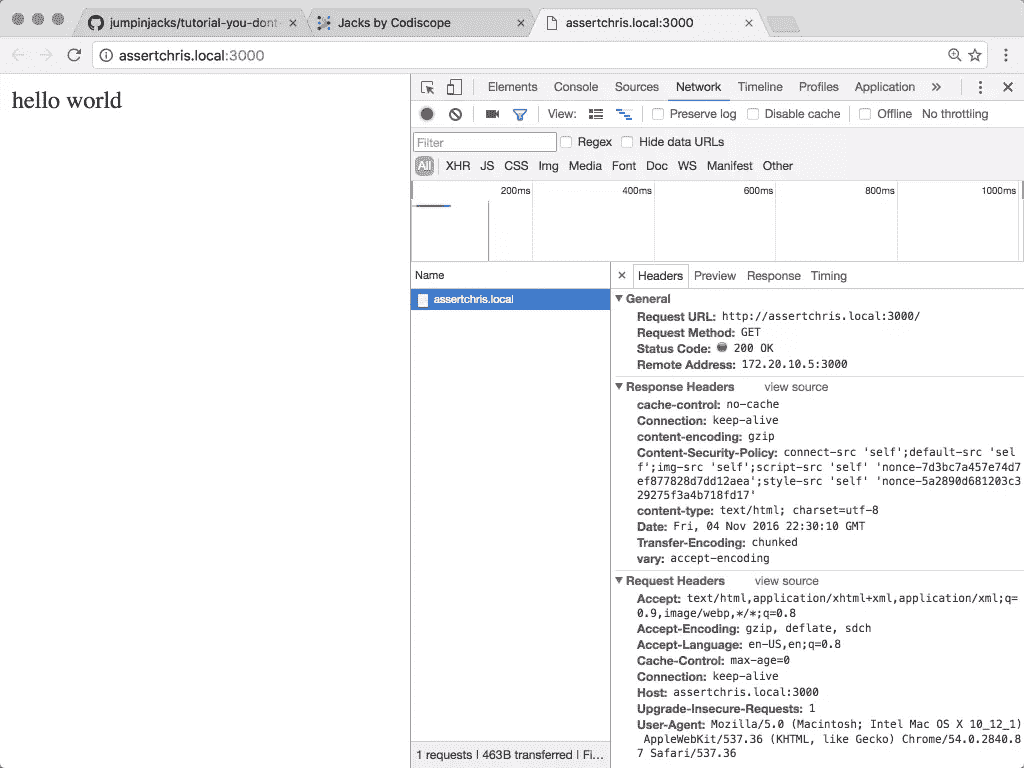 jumpinjacks/tutorial-you-dont-
Jacks by Codiscope
assertchris.local:3000
assertchris.local:3000
hello world
Elements Console Sources Network Timeline Profiles Application »
View: Preserve log Disable cache Offline No throttling
Filter Regex Hide data URLs
All XHR JS CSS Img Media Font Doc WS Manifest Other
200ms 400ms 600ms 800ms 1000ms
Name
assertchris.local
Headers Preview Response Timing
General
Request URL: http://assertchris.local:3000/
Request Method: GET
Status Code: 200 OK
Remote Address: 172.20.10.5:3000
Response Headers view source
cache-control: no-cache
Connection: keep-alive
content-encoding: gzip
Content-Security-Policy: connect-src 'self';default-src 'sel
f';img-src 'self';script-src 'self' 'nonce-7d3bc7a457e74d7
ef877828d7dd12aea';style-src 'self' 'nonce-5a2890d681203c3
29275f3a4b718fd17'
content-type: text/html; charset=utf-8
Date: Fri, 04 Nov 2016 22:30:10 GMT
Transfer-Encoding: chunked
vary: accept-encoding
Request Headers view source
Accept: text/html,application/xhtml+xml,application/xml;q=
0.9,image/webp,*/*;q=0.8
Accept-Encoding: gzip, deflate, sdch
Accept-Language: en-US,en;q=0.8
Cache-Control: max-age=0
Connection: keep-alive
Host: assertchris.local:3000
Upgrade-Insecure-Requests: 1
User-Agent: Mozilla/5.0 (Macintosh; Intel Mac OS X 10_12_1)
AppleWebKit/537.36 (KHTML, like Gecko) Chrome/54.0.2840.8
7 Safari/537.36
1 requests | 463B transferred | Fi...